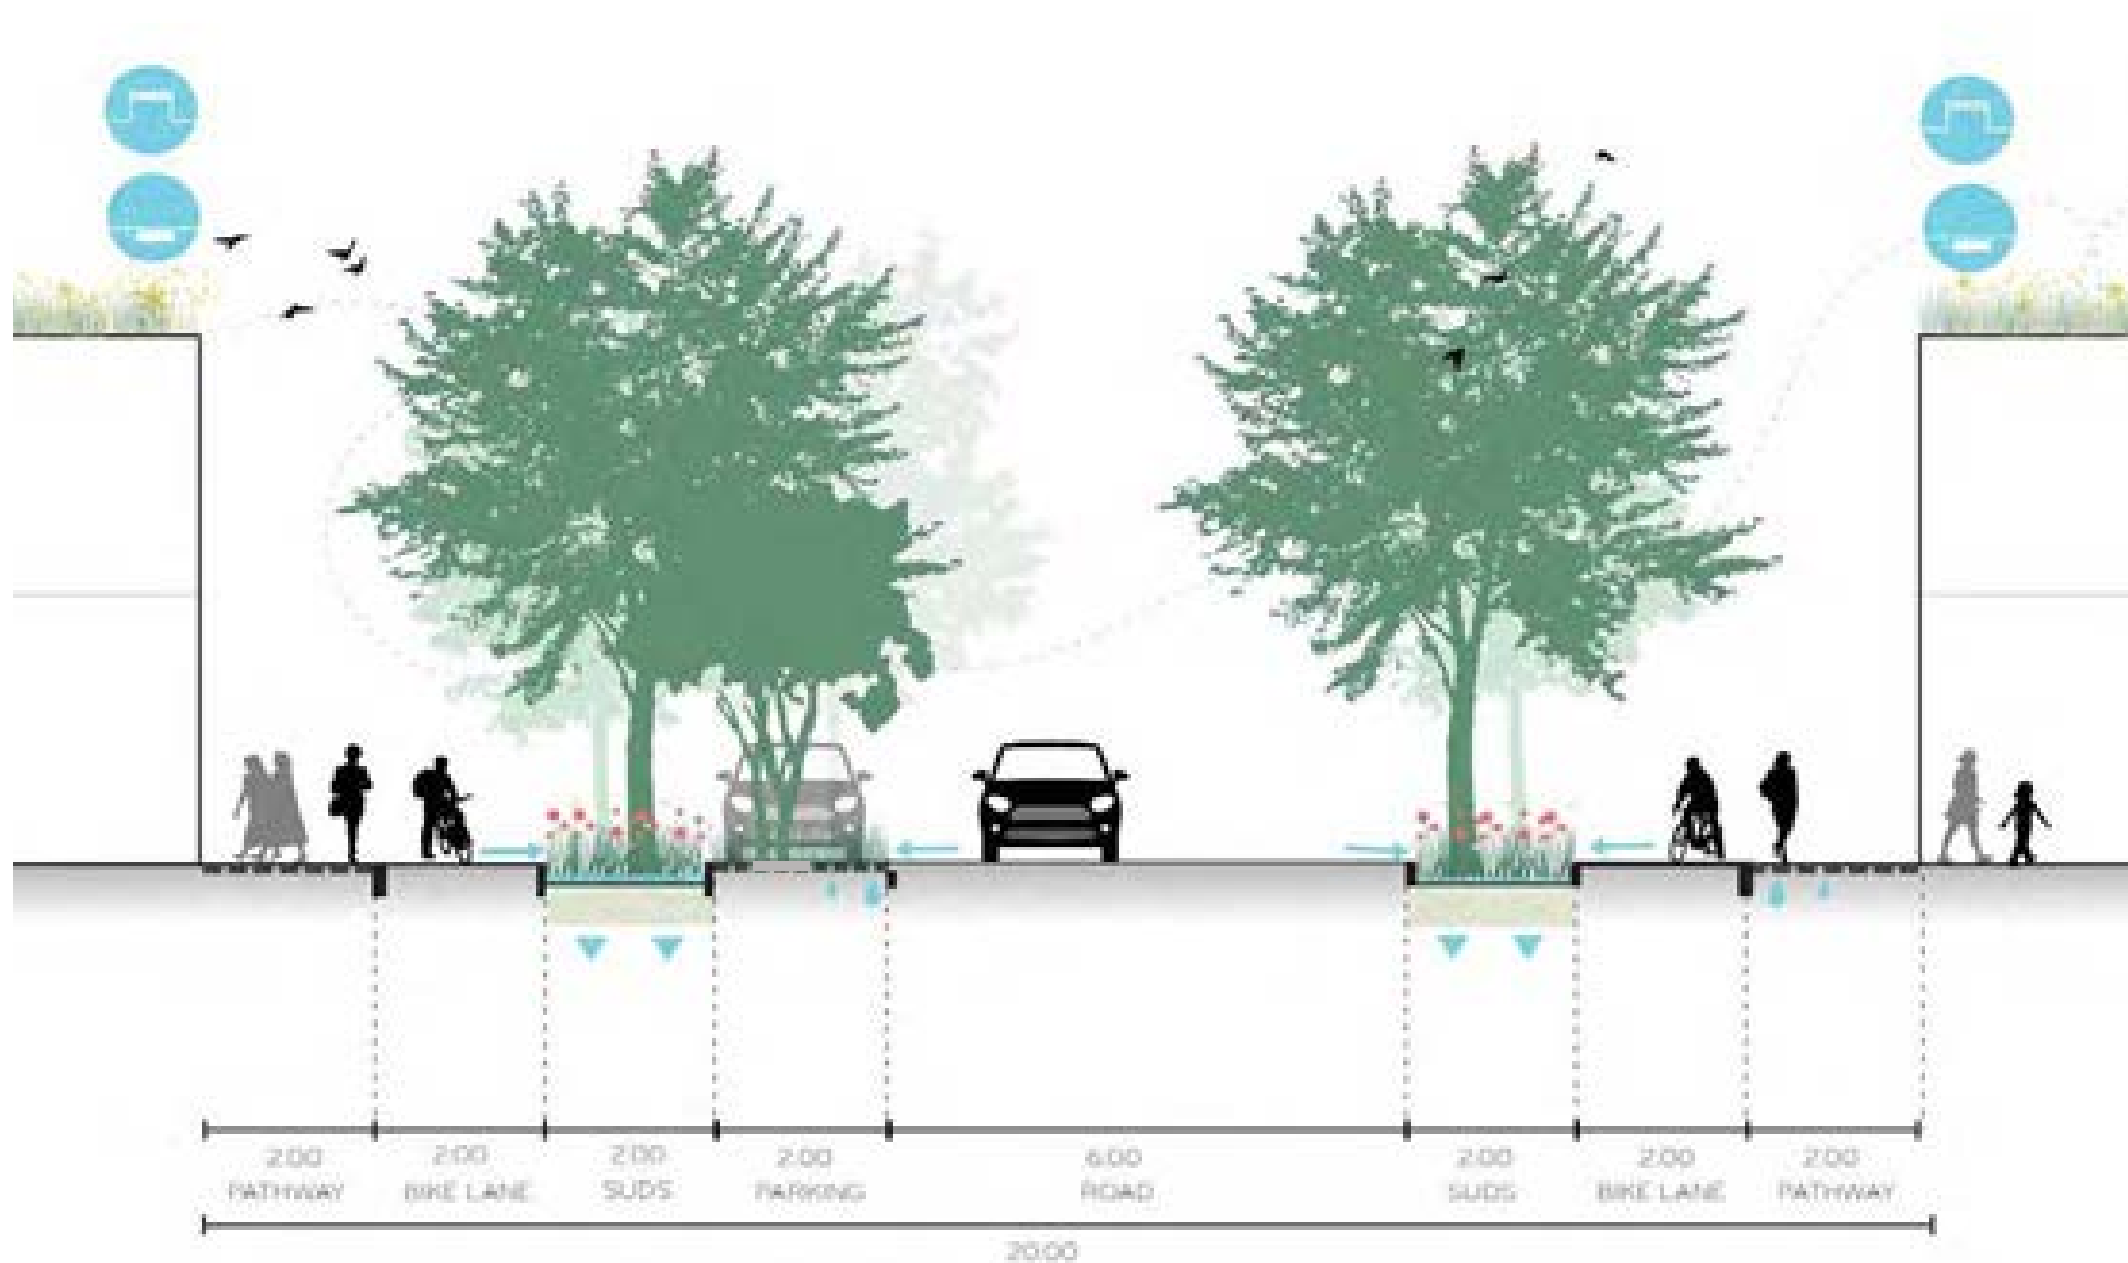 2.00 2.00 2.00 2.00 6.00 2.00 2.00 2.00
PATHWAY BIKE LANE SUDS PARKING ROAD SUDS BIKE LANE PATHWAY
20.00